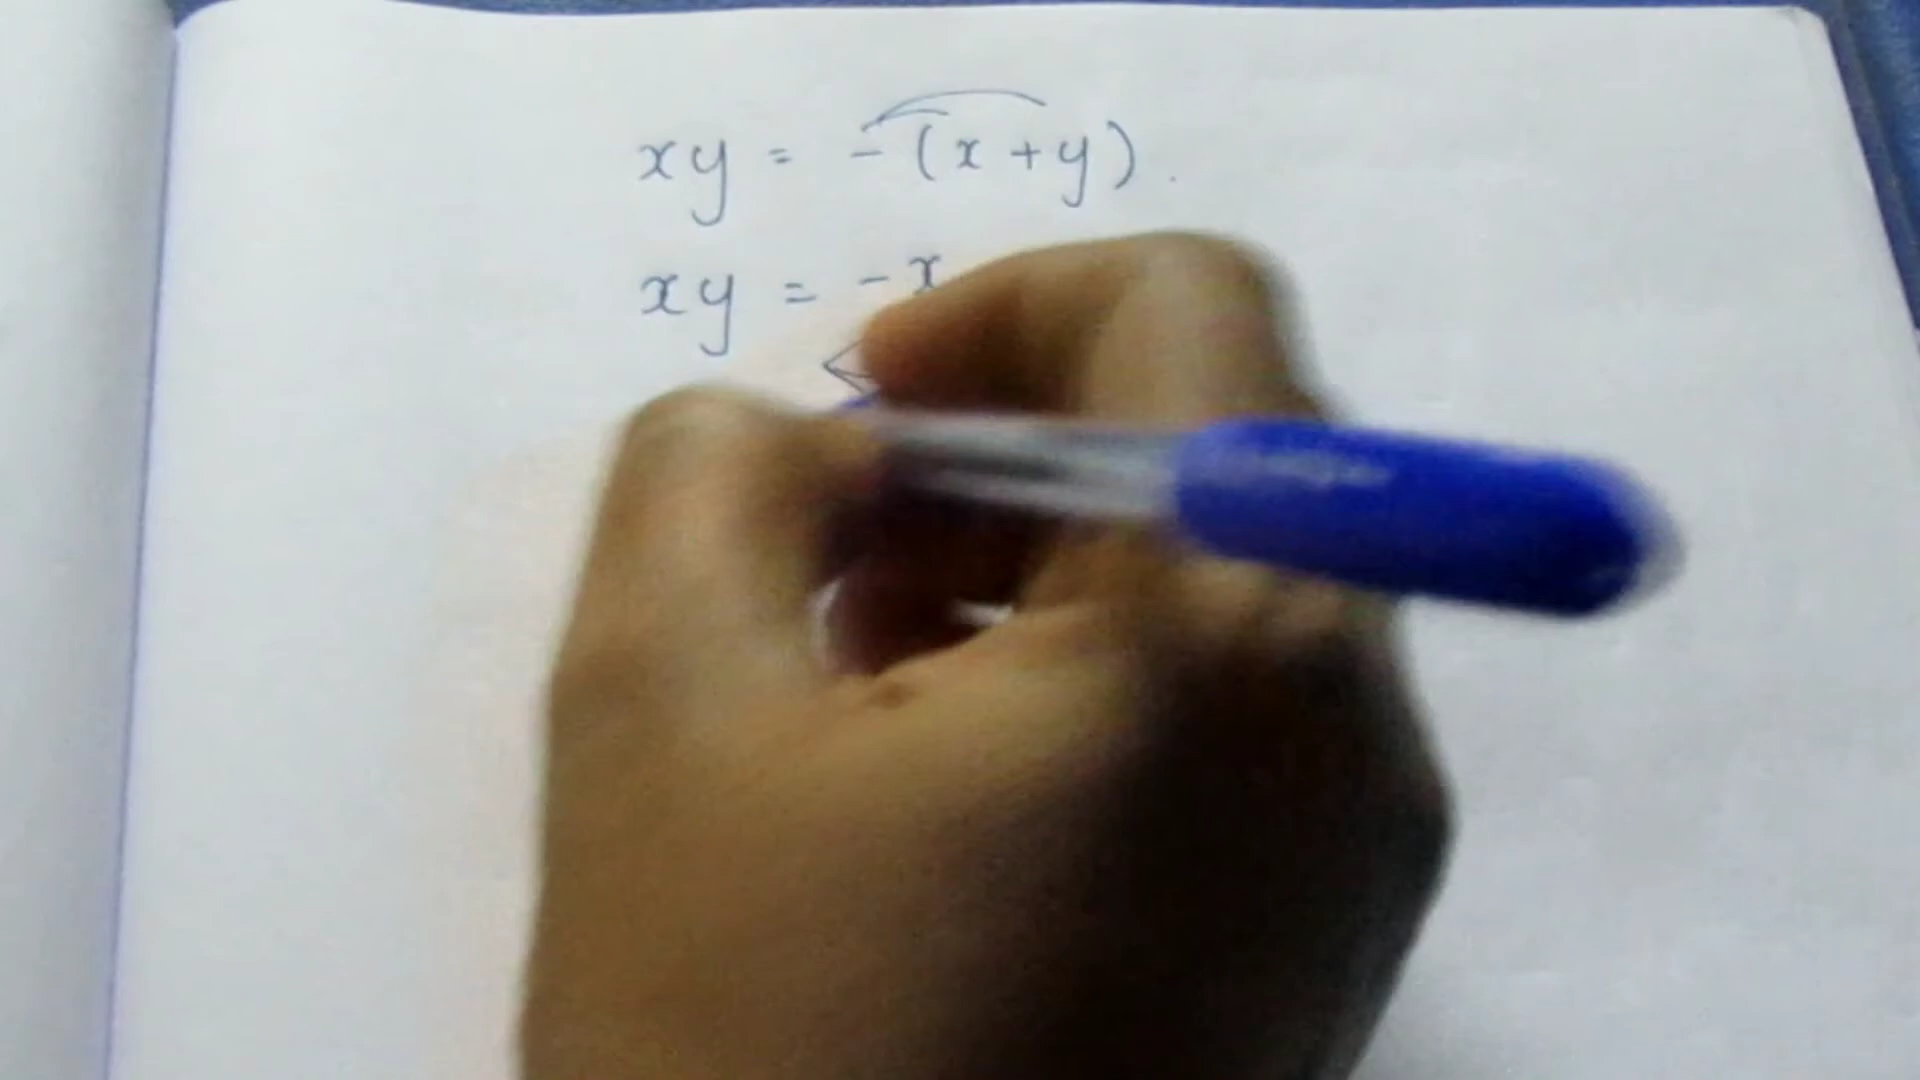 xy = -(x+y).
xy = -x